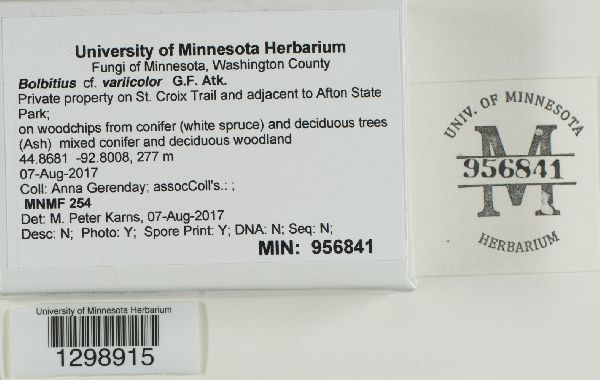 University of Minnesota Herbarium
Fungi of Minnesota, Washington County
Bolbitius cf. variicolor G.F. Atk.
Private property on St. Croix Trail and adjacent to Afton State
Park;
on woodchips from conifer (white spruce) and deciduous trees
(Ash) mixed conifer and deciduous woodland
44.8681 -92.8008, 277 m
07-Aug-2017
Coll: Anna Gerenday; assocColl's.: ;
MNMF 254
Det: M. Peter Karns, 07-Aug-2017
Desc: N; Photo: Y; Spore Print: Y; DNA: N; Seq: N;
MIN: 956841
UNIV. OF MINNESOTA
M
956841
HERBARIUM
University of Minnesota Herbarium
1298915